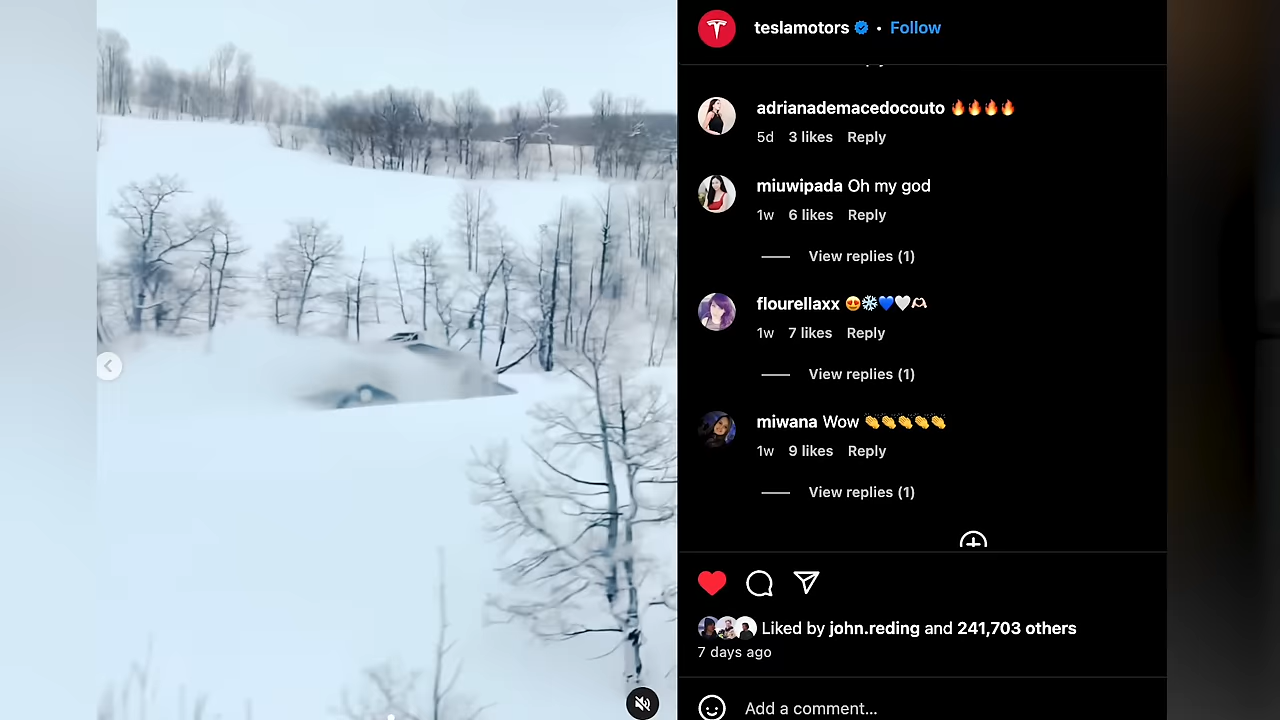 teslamotors • Follow
adrianademacedocouto 🔥🔥🔥🔥
5d 3 likes Reply
miuwipada Oh my god
1w 6 likes Reply
View replies (1)
flourellaxx 😍❄️💙🤍🫶
1w 7 likes Reply
View replies (1)
miwana Wow 👏👏👏👏👏
1w 9 likes Reply
View replies (1)
Liked by john.reding and 241,703 others
7 days ago
Add a comment...